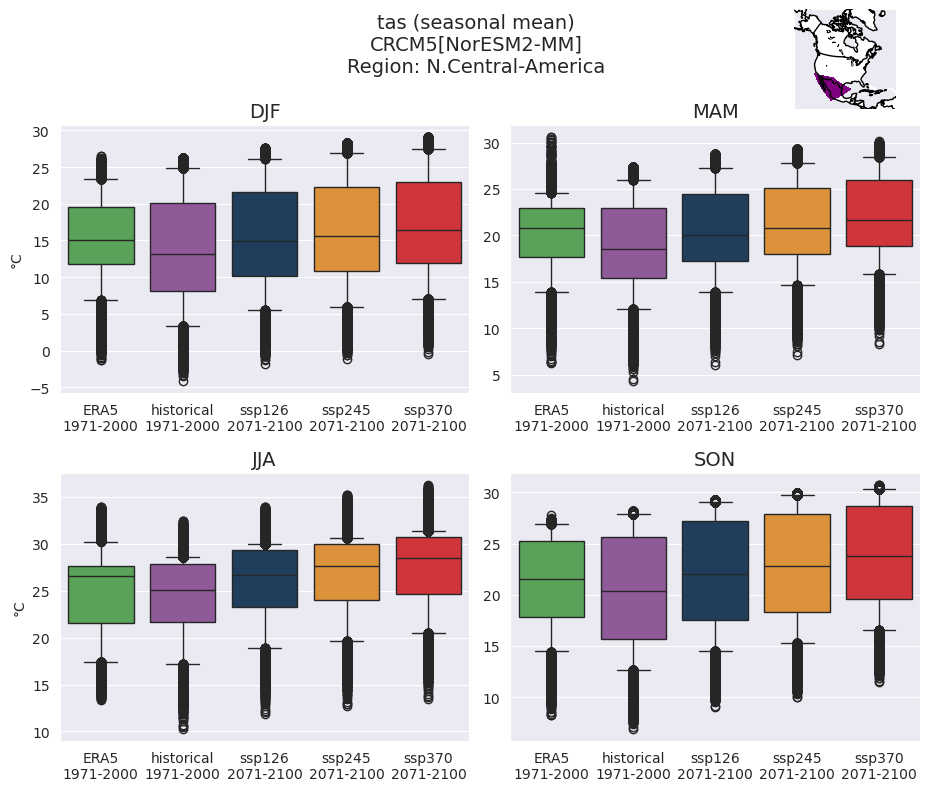 tas (seasonal mean)
CRCM5[NorESM2-MM]
Region: N.Central-America
DJF
MAM
°C
30
25
20
15
10
5
0
−5
30
25
20
15
10
5
ERA5 historical ssp126 ssp245 ssp370
1971-2000 1971-2000 2071-2100 2071-2100 2071-2100
ERA5 historical ssp126 ssp245 ssp370
1971-2000 1971-2000 2071-2100 2071-2100 2071-2100
JJA
SON
°C
35
30
25
20
15
10
30
25
20
15
10
ERA5 historical ssp126 ssp245 ssp370
1971-2000 1971-2000 2071-2100 2071-2100 2071-2100
ERA5 historical ssp126 ssp245 ssp370
1971-2000 1971-2000 2071-2100 2071-2100 2071-2100